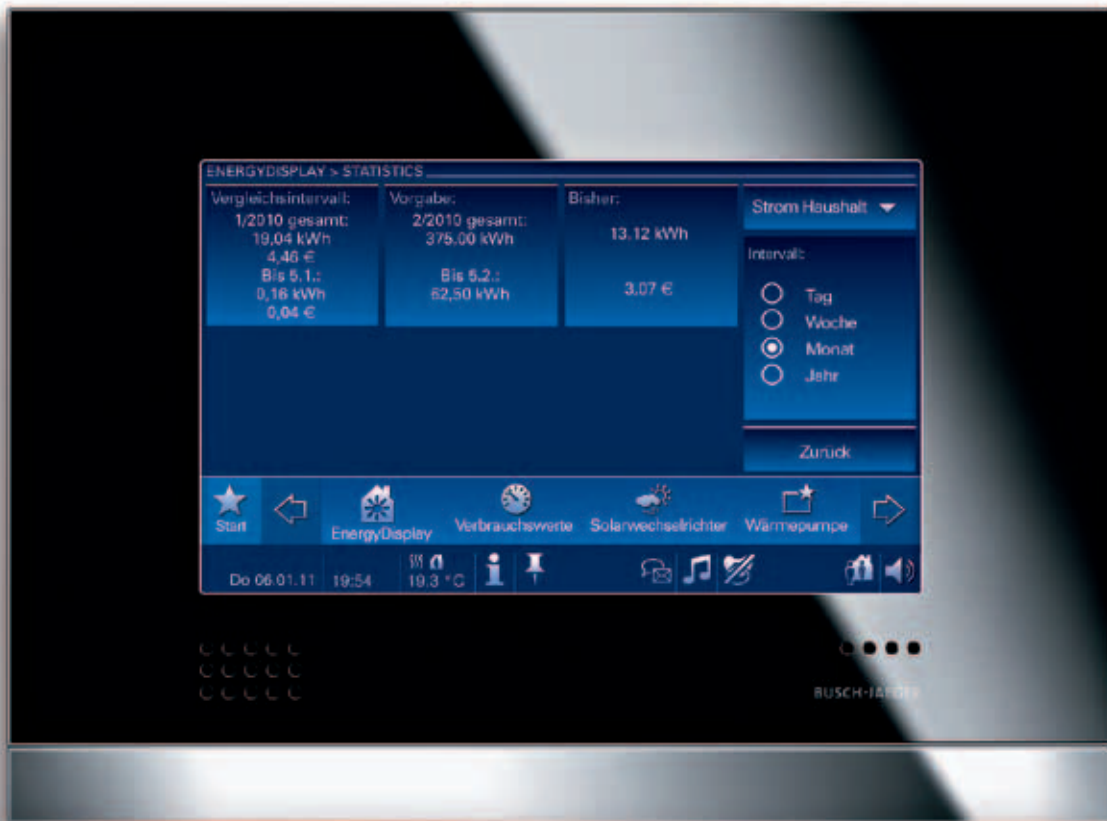 ENERGYDISPLAY > STATISTICS
Vergleichsintervall:
1/2010 gesamt:
19,04 kWh
4,46 €
Bis 5.1.:
0,16 kWh
0,04 €
Vorgabe:
2/2010 gesamt:
375.00 kWh
Bis 5.2.:
62,50 kWh
Bisher:
13.12 kWh
3,07 €
Strom Haushalt
Intervall:
Tag
Woche
Monat
Jahr
Zurück
Start
EnergyDisplay
Verbrauchswerte
Solarwechselrichter
Wärmepumpe
Do 06.01.11
19:54
19.3 °C
BUSCH-JAEGER